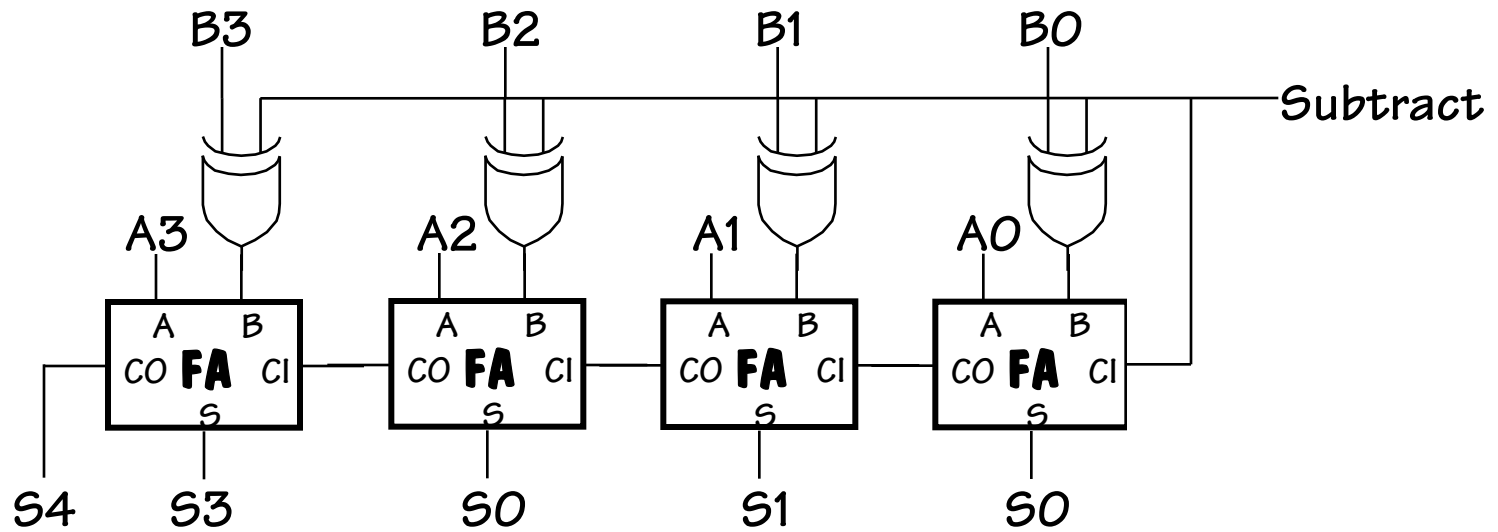 B3 B2 B1 B0
Subtract
A3 A2 A1 A0
A B A B A B A B
CO FA CI CO FA CI CO FA CI CO FA CI
S S S S
S4 S3 S0 S1 S0